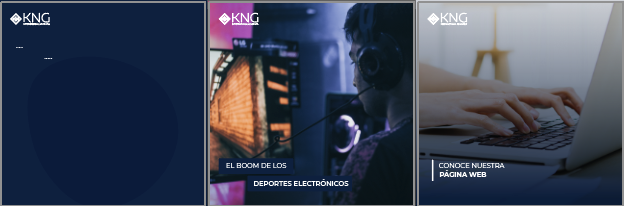 KNG
KNG
EL BOOM DE LOS
DEPORTES ELECTRÓNICOS
KNG
CONOCE NUESTRA
PÁGINA WEB